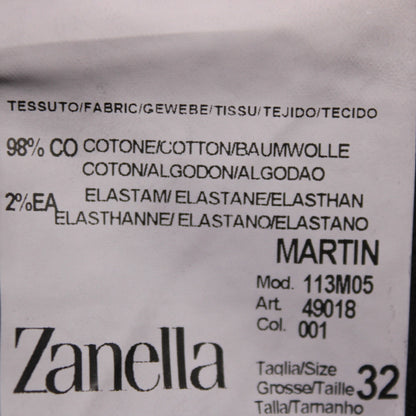 TESSUTO/FABRIC/GEWEBE/TISSU/TEJIDO/TECIDO
98% CO COTONE/COTTON/BAUMWOLLE
COTON/ALGODON/ALGODAO
2%EA ELASTAM/ ELASTANE/ELASTHAN
ELASTHANNE/ ELASTANO/ELASTANO
MARTIN
Mod. 113M05
Art. 49018
Col. 001
Zanella
Taglia/Size 32
Grosse/Taille
Talla/Tamanho